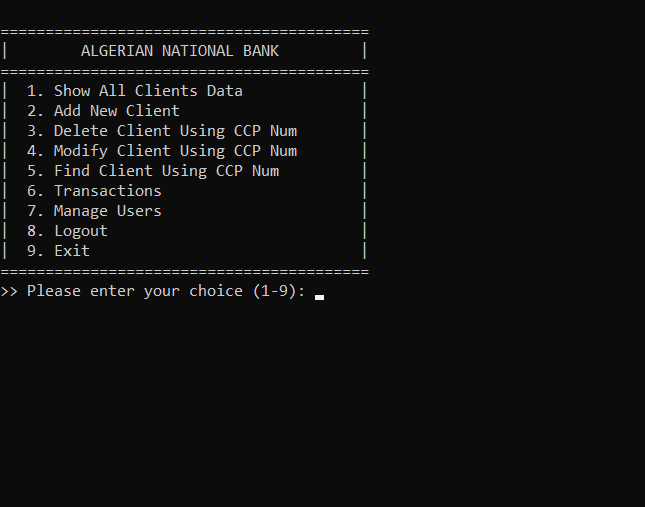 =========================================
|        ALGERIAN NATIONAL BANK         |
=========================================
|  1. Show All Clients Data             |
|  2. Add New Client                    |
|  3. Delete Client Using CCP Num       |
|  4. Modify Client Using CCP Num       |
|  5. Find Client Using CCP Num         |
|  6. Transactions                      |
|  7. Manage Users                      |
|  8. Logout                            |
|  9. Exit                              |
=========================================
>> Please enter your choice (1-9):